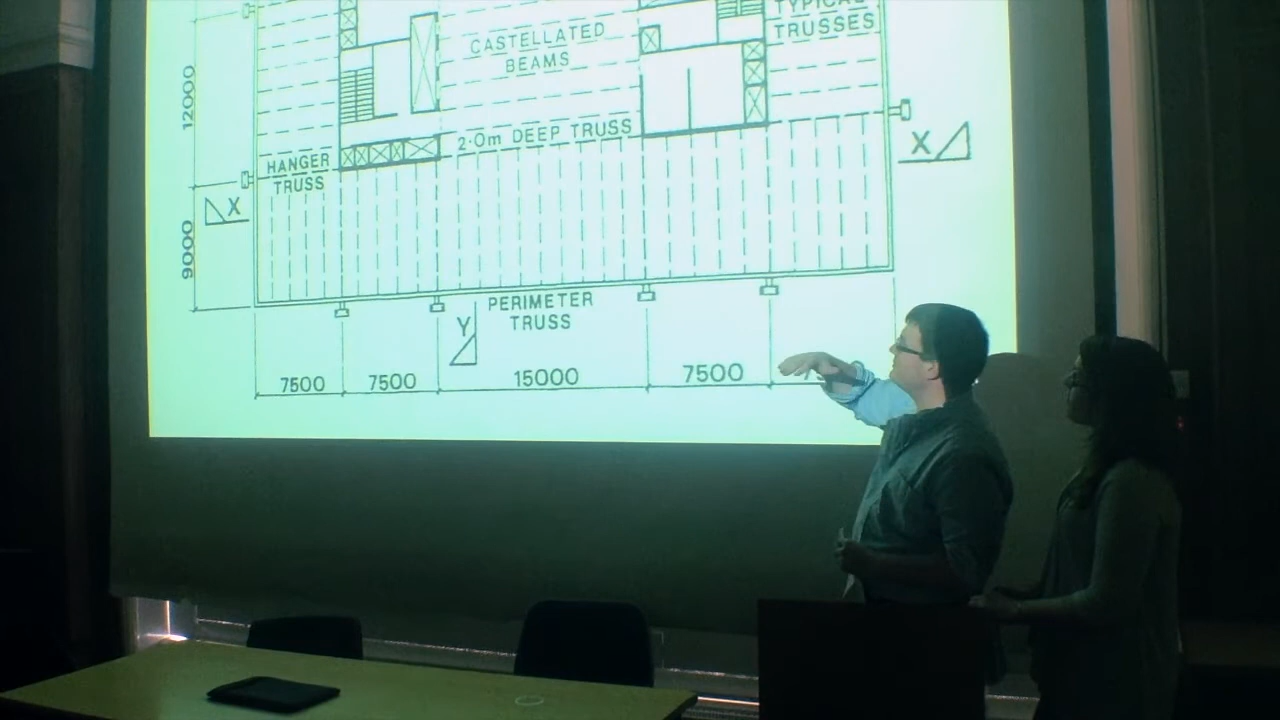 TYPICAL
TRUSSES
CASTELLATED
BEAMS
12000
2·0m DEEP TRUSS
HANGER
TRUSS
X
X
9000
PERIMETER
TRUSS
Y
7500
7500
15000
7500